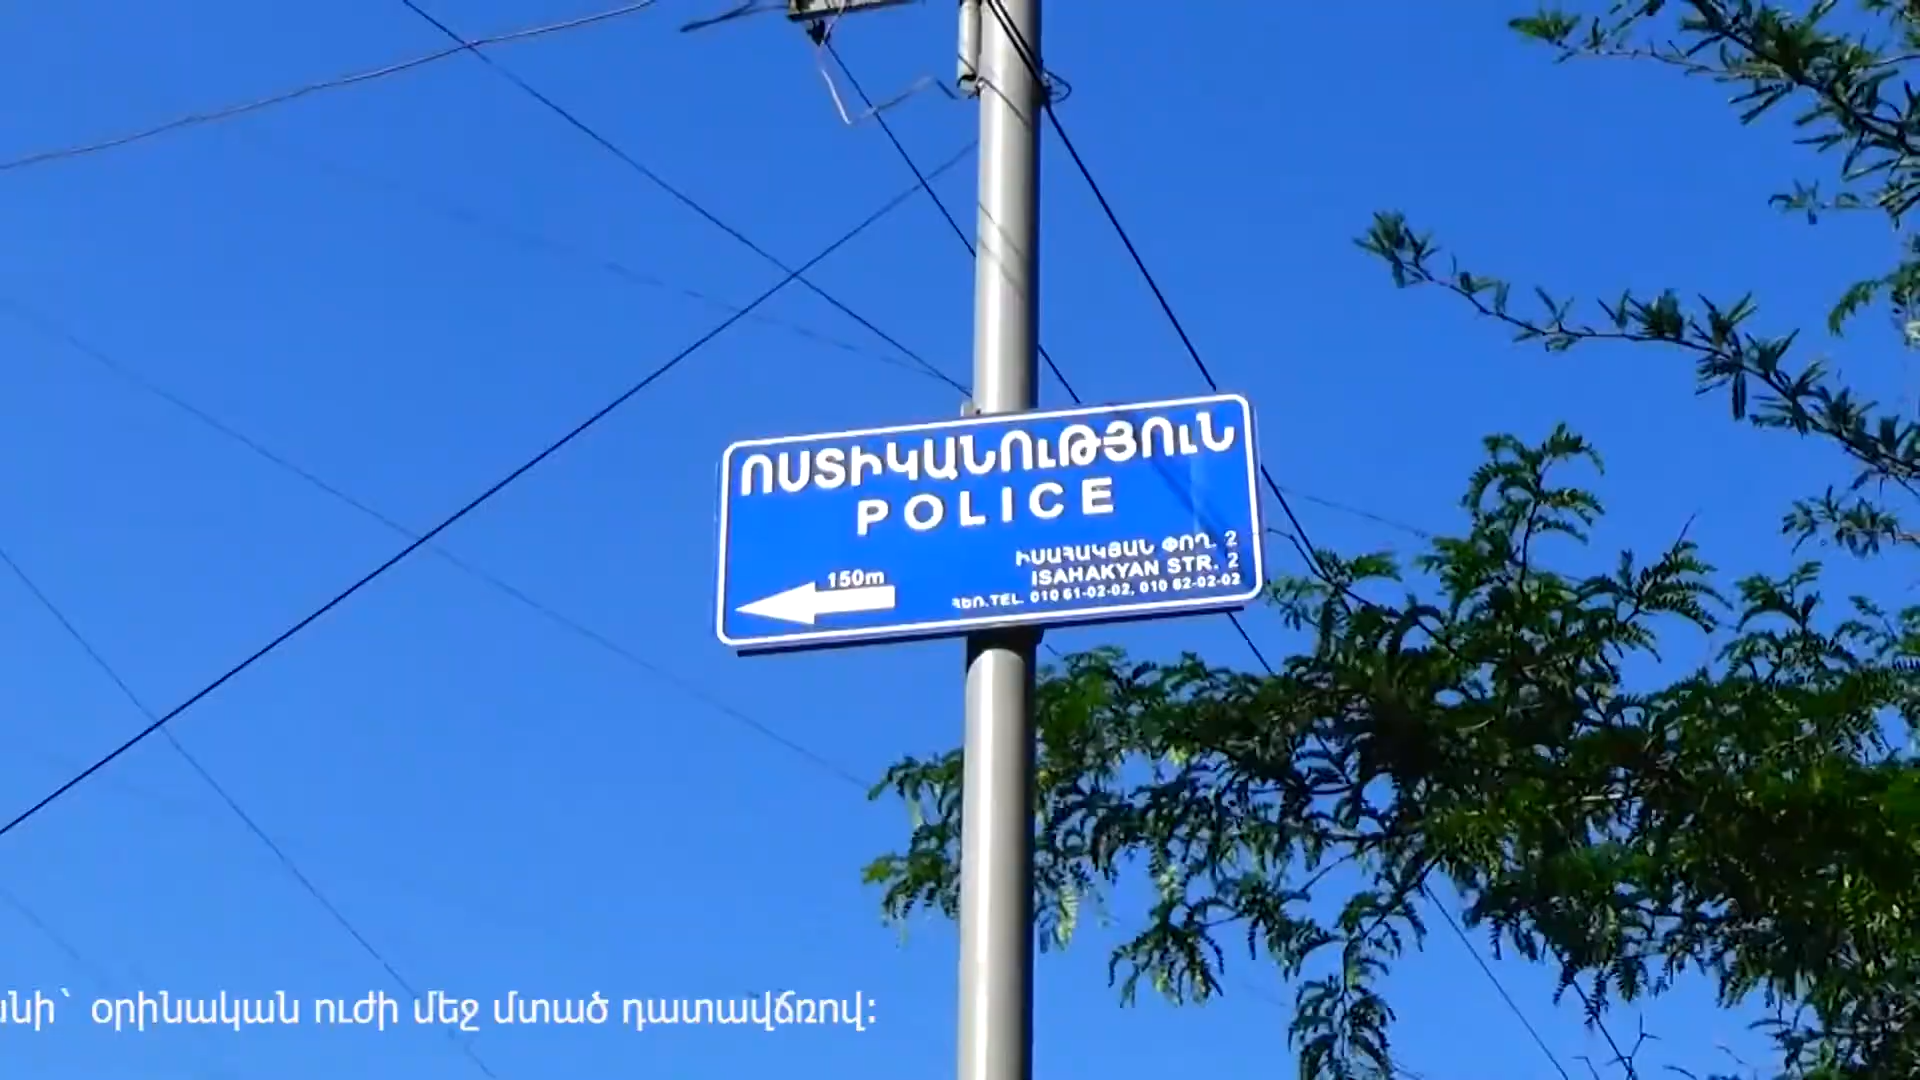 ՈՍՏԻԿԱՆՈւԹՅՈւՆ
POLICE
150m
ԻՍԱՀԱԿՅԱՆ ՓՈՂ. 2
ISAHAKYAN STR. 2
ՀԵՌ.TEL. 010 61-02-02, 010 62-02-02
օրինական ուժի մեջ մտած դատավճռով: